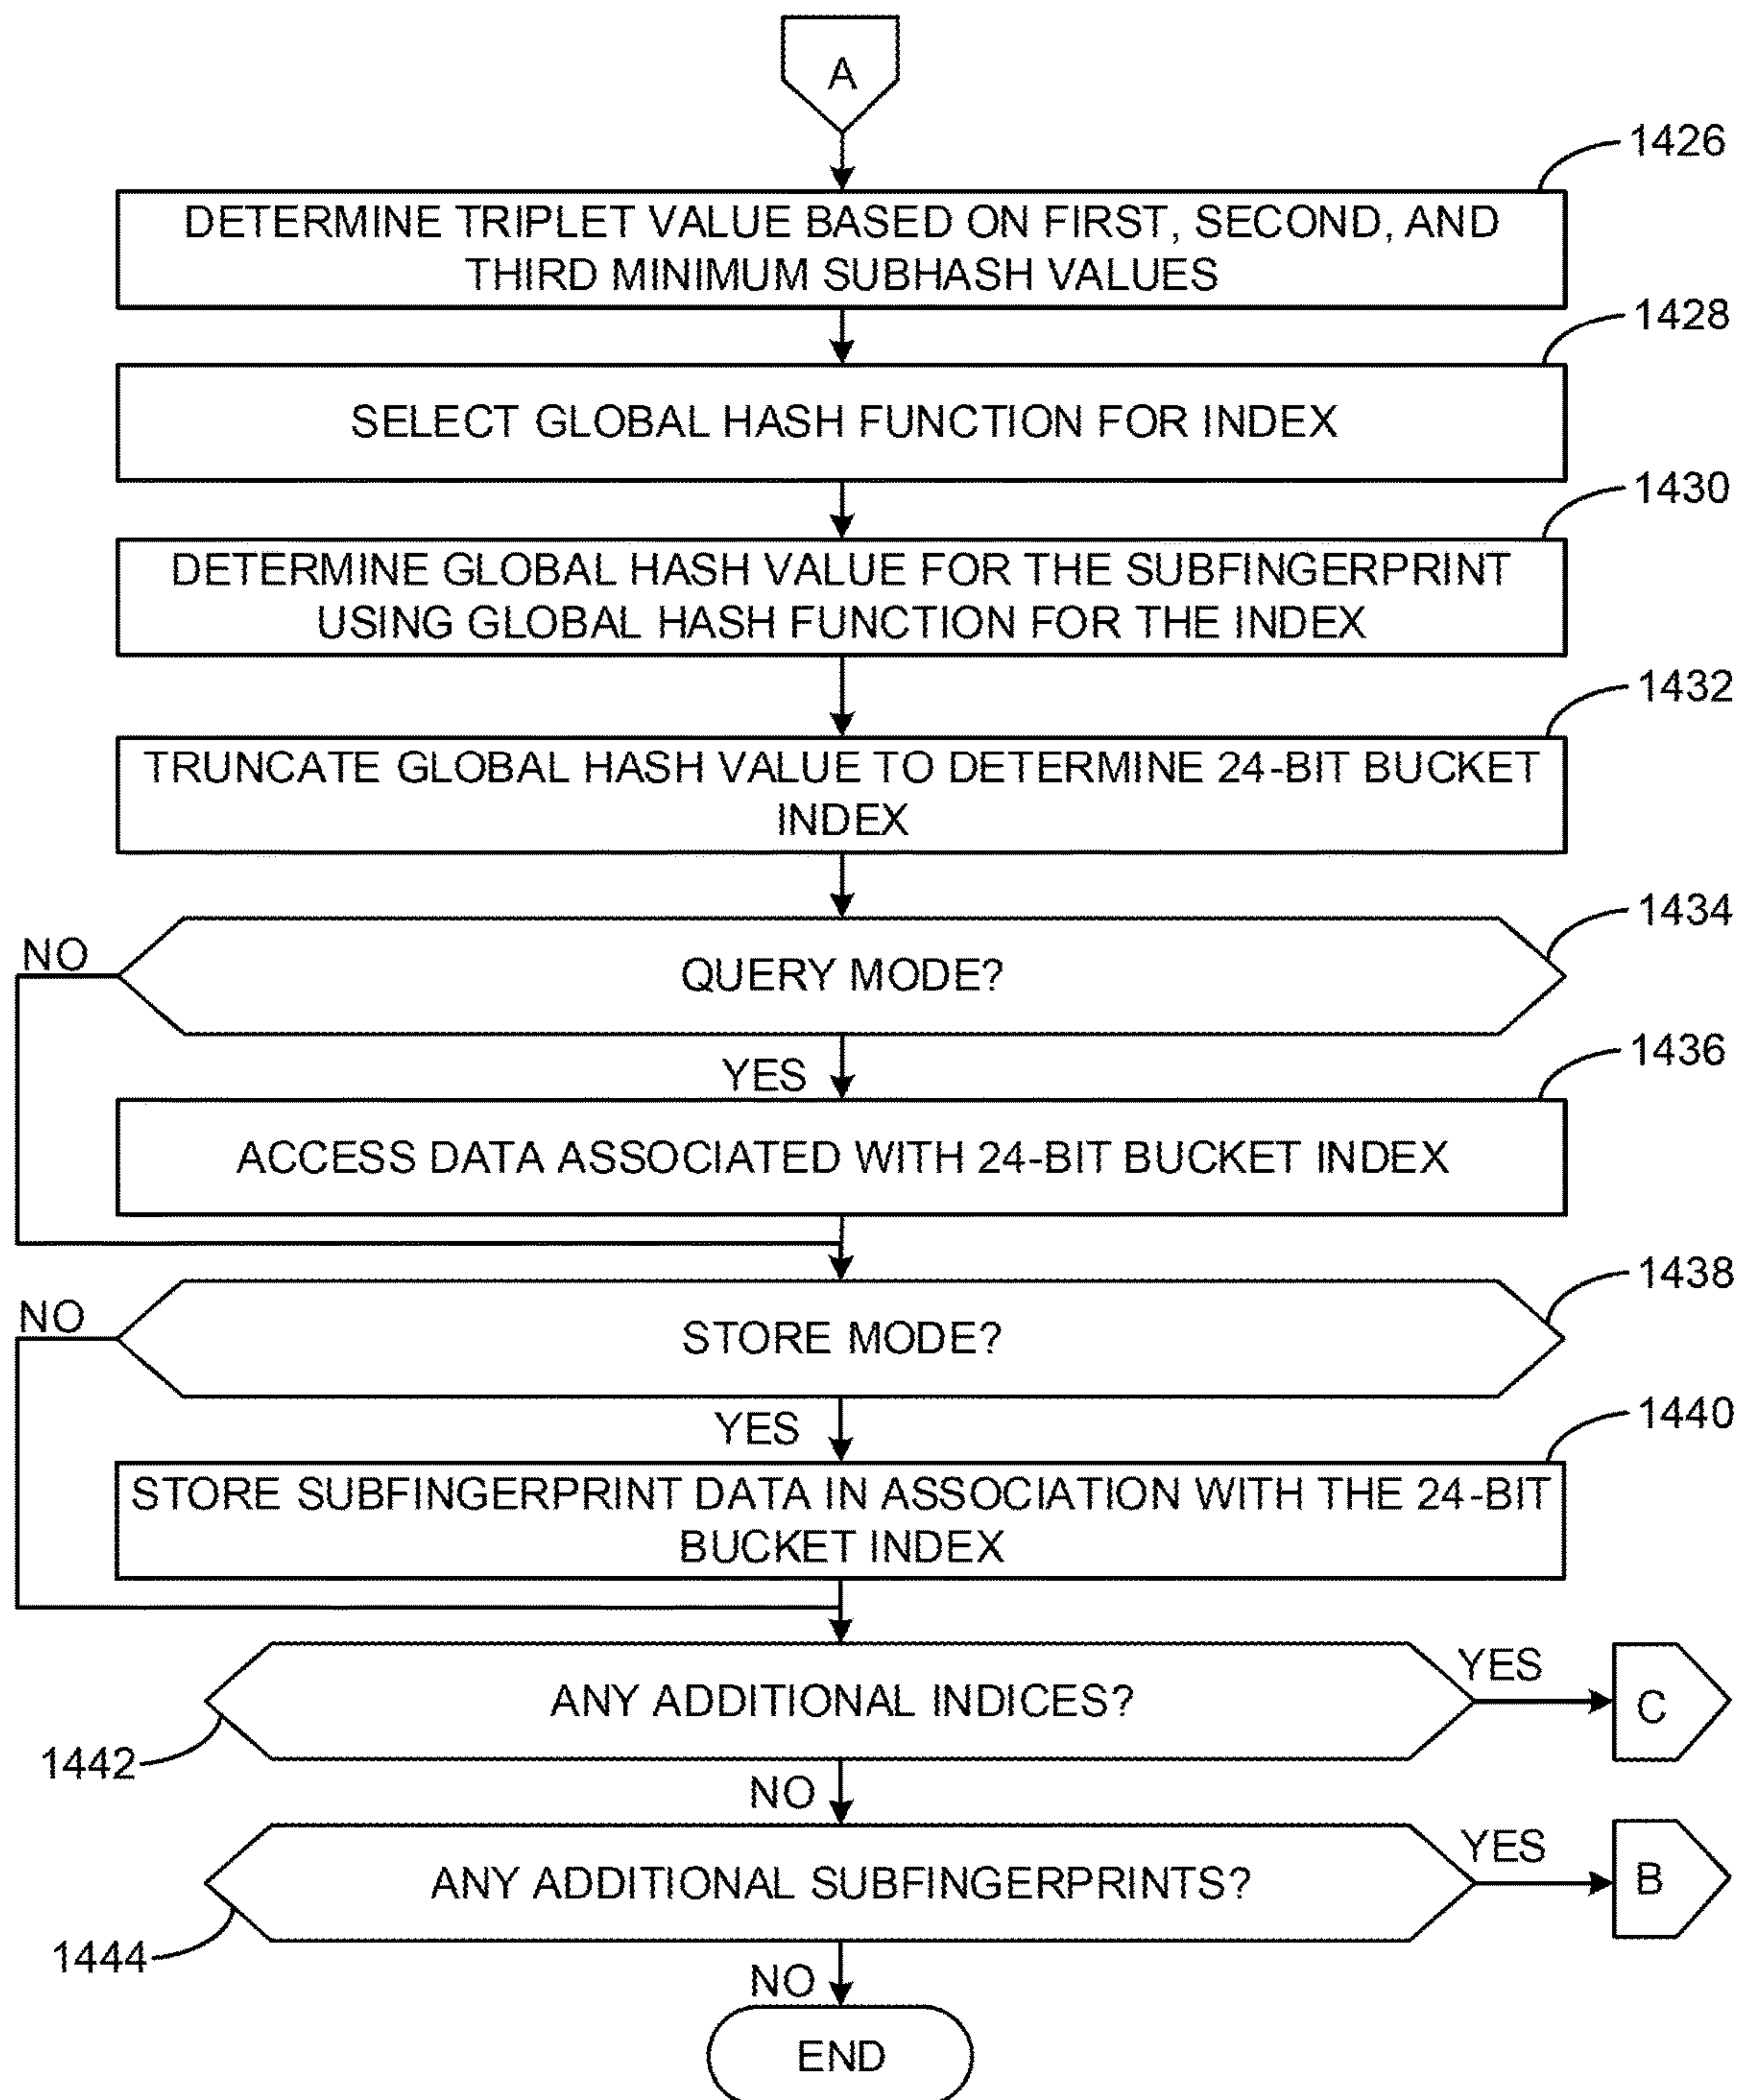 A
1426
DETERMINE TRIPLET VALUE BASED ON FIRST, SECOND, AND
THIRD MINIMUM SUBHASH VALUES
1428
SELECT GLOBAL HASH FUNCTION FOR INDEX
1430
DETERMINE GLOBAL HASH VALUE FOR THE SUBFINGERPRINT
USING GLOBAL HASH FUNCTION FOR THE INDEX
1432
TRUNCATE GLOBAL HASH VALUE TO DETERMINE 24-BIT BUCKET
INDEX
1434
NO
QUERY MODE?
YES
1436
ACCESS DATA ASSOCIATED WITH 24-BIT BUCKET INDEX
1438
NO
STORE MODE?
YES
1440
STORE SUBFINGERPRINT DATA IN ASSOCIATION WITH THE 24-BIT
BUCKET INDEX
ANY ADDITIONAL INDICES?
YES
C
1442
NO
ANY ADDITIONAL SUBFINGERPRINTS?
YES
B
1444
NO
END